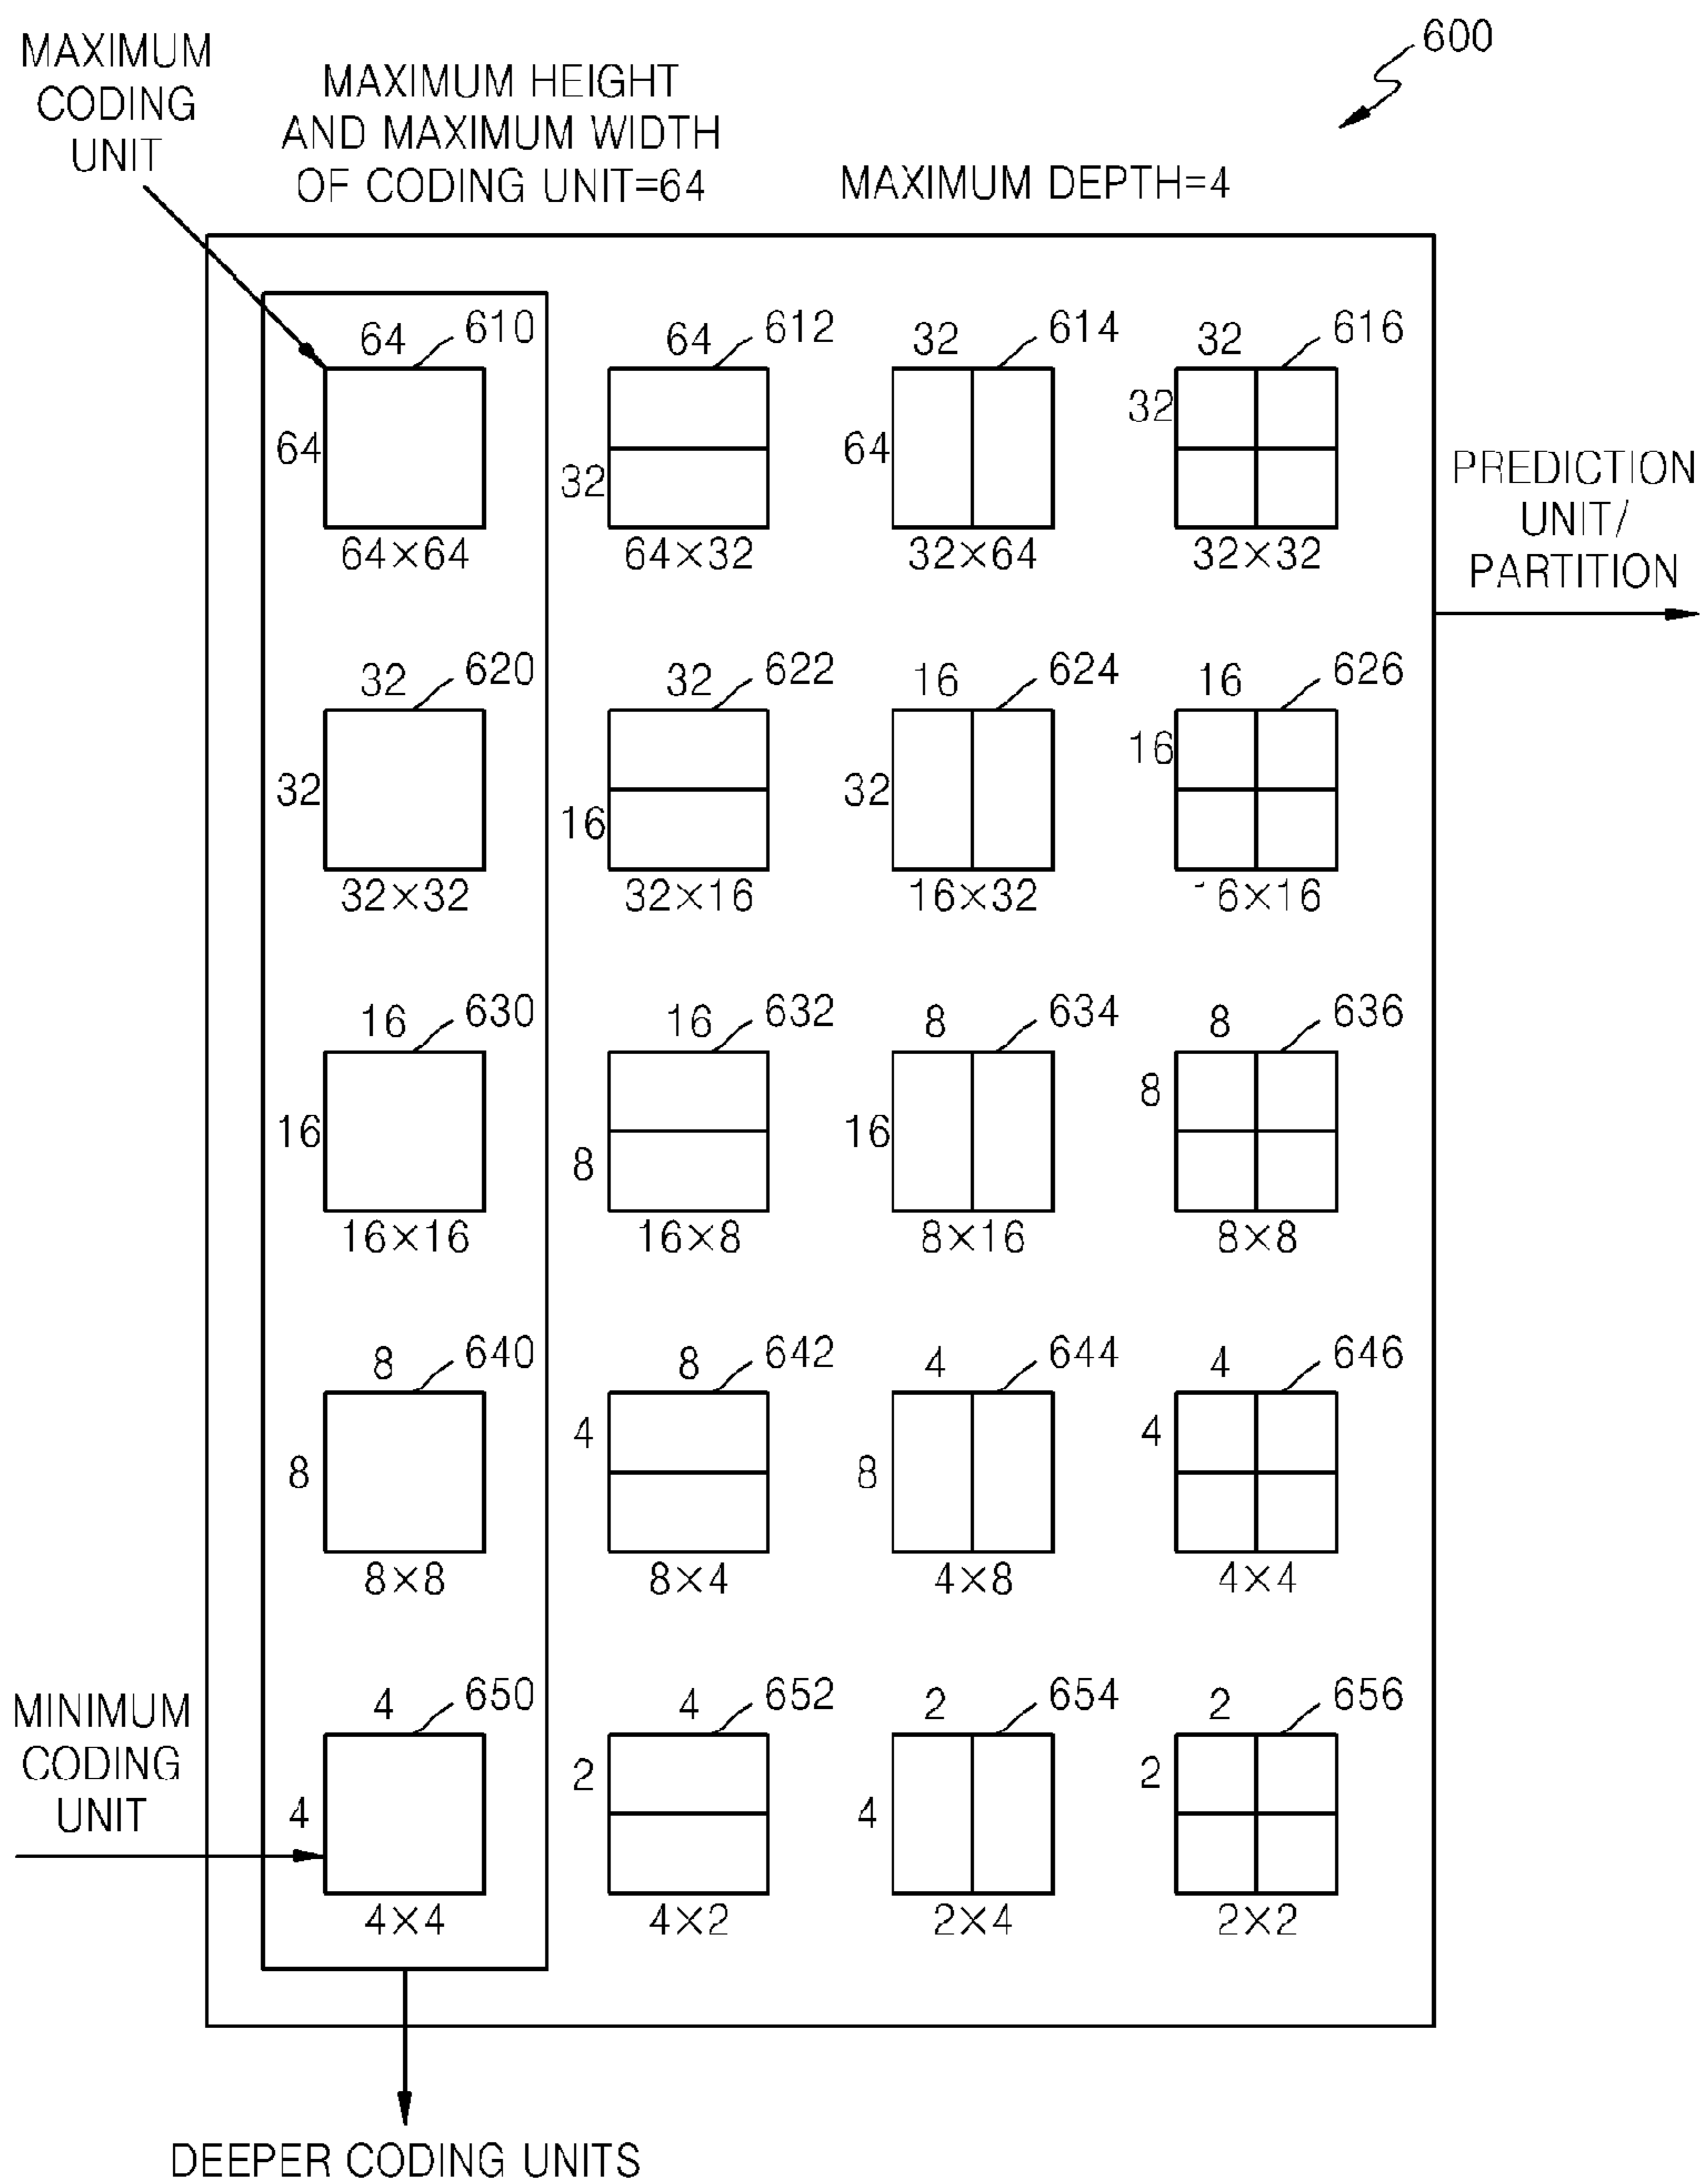 600
MAXIMUM
CODING
UNIT
MAXIMUM HEIGHT
AND MAXIMUM WIDTH
OF CODING UNIT=64
MAXIMUM DEPTH=4
64 610 64 612 32 614 32 616
64 32 64 32
64×64 64×32 32×64 32×32
PREDICTION
UNIT/
PARTITION
32 620 32 622 16 624 16 626
32 16 32 16
32×32 32×16 16×32 16×16
16 630 16 632 8 634 8 636
16 8 16 8
16×16 16×8 8×16 8×8
8 640 8 642 4 644 4 646
8 4 8 4
8×8 8×4 4×8 4×4
MINIMUM
CODING
UNIT
4 650 4 652 2 654 2 656
4 2 4 2
4×4 4×2 2×4 2×2
DEEPER CODING UNITS